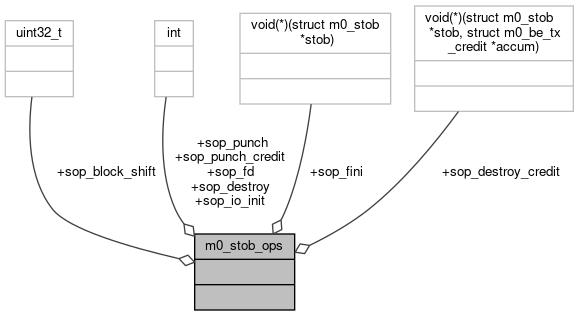 uint32_t
int
void(*)(struct m0_stob
*stob)
void(*)(struct m0_stob
*stob, struct m0_be_tx
_credit *accum)
+sop_block_shift
+sop_punch
+sop_punch_credit
+sop_fd
+sop_destroy
+sop_io_init
+sop_fini
+sop_destroy_credit
m0_stob_ops